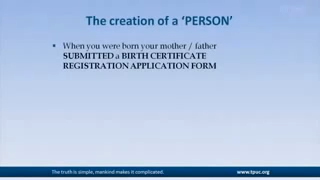 The creation of a 'PERSON'
• When you were born your mother / father
SUBMITTED a BIRTH CERTIFICATE
REGISTRATION APPLICATION FORM
The truth is simple, mankind makes it complicated.
www.tpuc.org